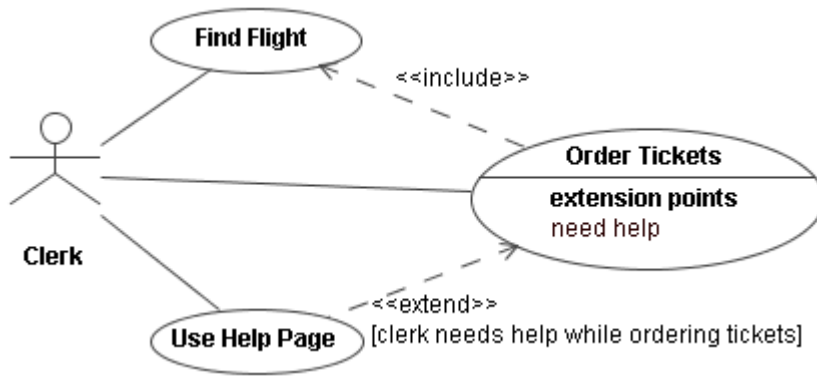 Find Flight
<<include>>
Order Tickets
extension points
need help
Clerk
<<extend>>
Use Help Page
[clerk needs help while ordering tickets]